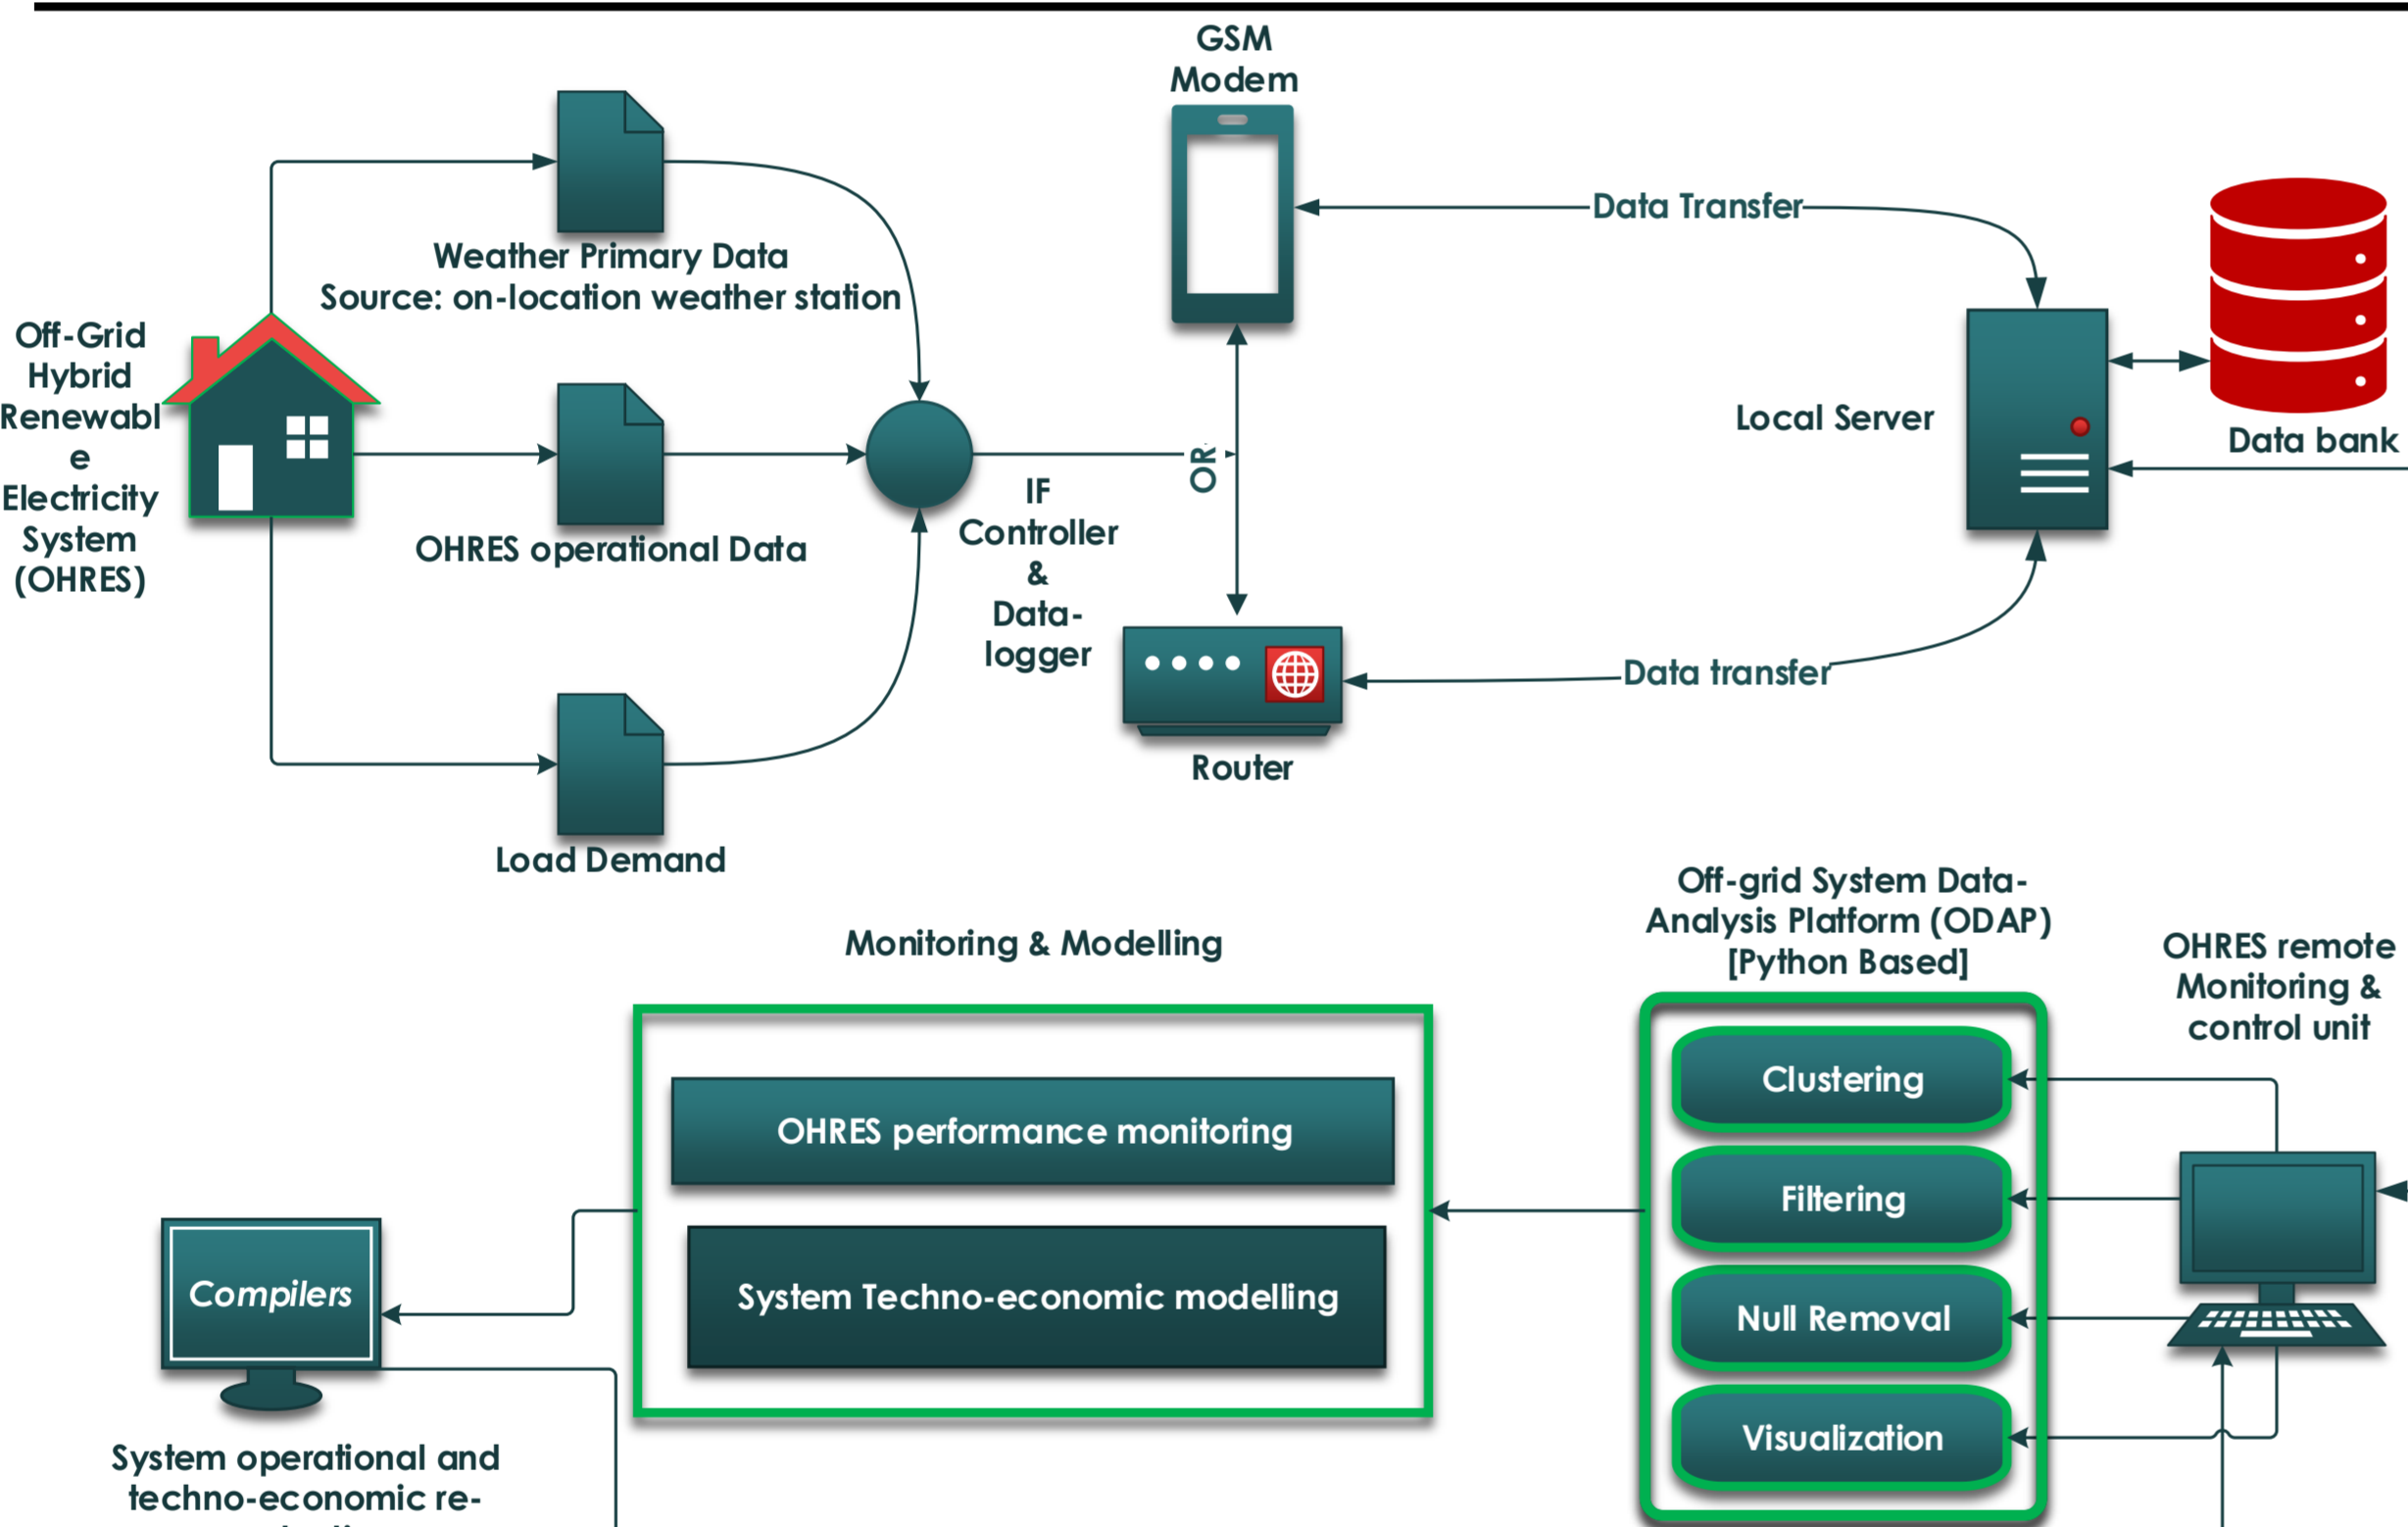 GSM
Modem
Weather Primary Data
Source: on-location weather station
Off-Grid
Hybrid
Renewabl
e
Electricity
System
(OHRES)
OHRES operational Data
Load Demand
IF
Controller
&
Data-
logger
OR
Router
Data Transfer
Data transfer
Local Server
Data bank
Monitoring & Modelling
Off-grid System Data-
Analysis Platform (ODAP)
[Python Based]
OHRES remote
Monitoring &
control unit
OHRES performance monitoring
System Techno-economic modelling
Clustering
Filtering
Null Removal
Visualization
Compilers
System operational and
techno-economic re-